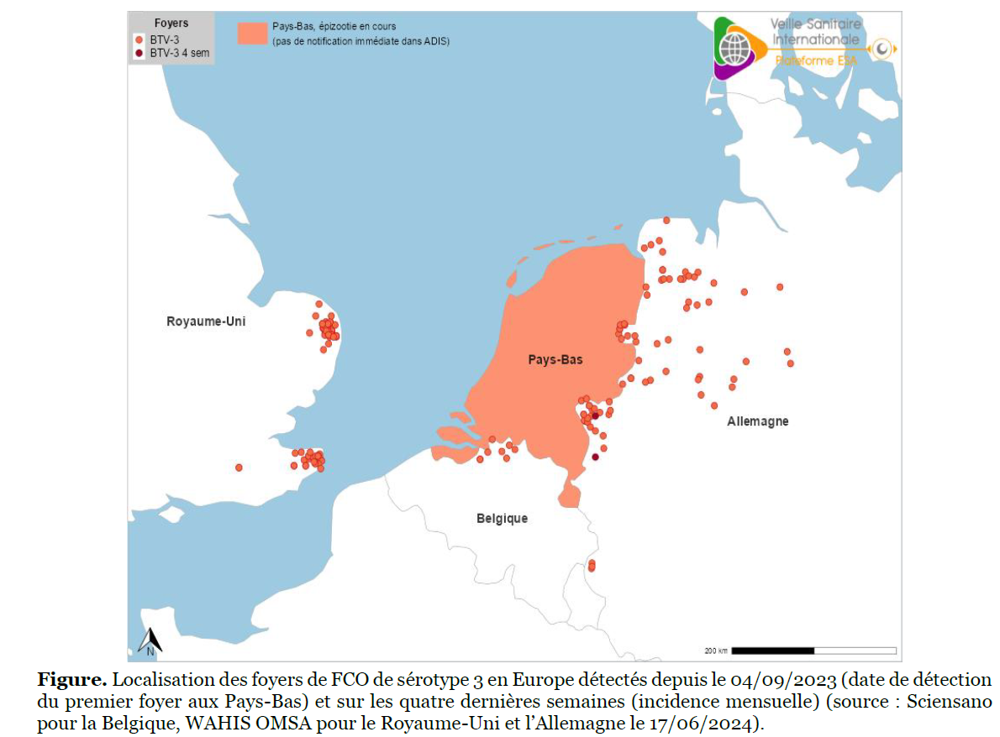 Foyers
BTV-3
BTV-3 4 sem
Pays-Bas, épizootie en cours
(pas de notification immédiate dans ADIS)
Veille Sanitaire
Internationale
Plateforme ESA
Royaume-Uni
Pays-Bas
Allemagne
Belgique
N
200 km
Figure. Localisation des foyers de FCO de sérotype 3 en Europe détectés depuis le 04/09/2023 (date de détection
du premier foyer aux Pays-Bas) et sur les quatre dernières semaines (incidence mensuelle) (source : Sciensano
pour la Belgique, WAHIS OMSA pour le Royaume-Uni et l’Allemagne le 17/06/2024).